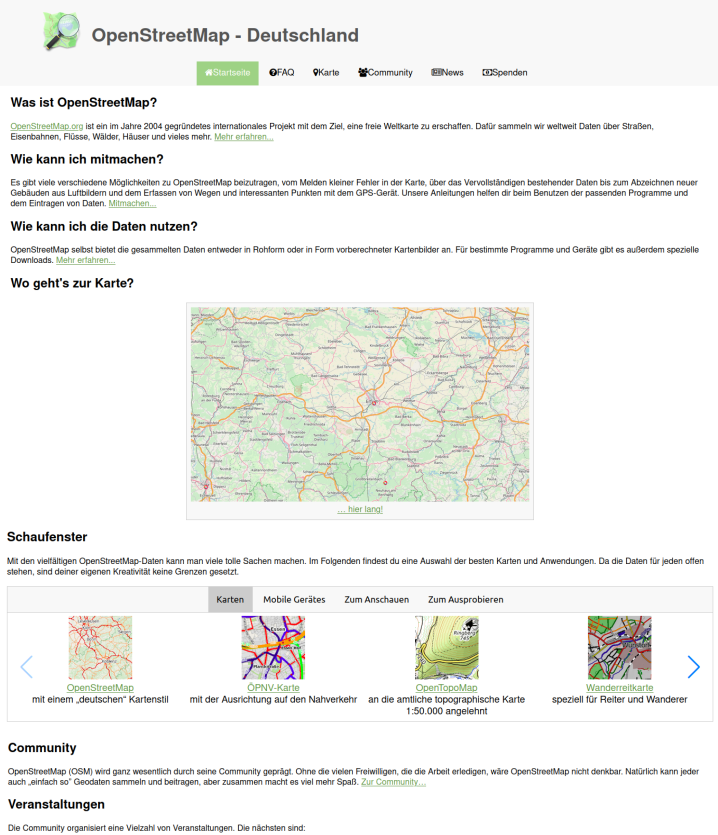 OpenStreetMap - Deutschland
Startseite FAQ Karte Community News Spenden
Was ist OpenStreetMap?
OpenStreetMap.org ist ein im Jahre 2004 gegründetes internationales Projekt mit dem Ziel, eine freie Weltkarte zu erschaffen. Dafür sammeln wir weltweit Daten über Straßen,
Eisenbahnen, Flüsse, Wälder, Häuser und vieles mehr. Mehr erfahren...
Wie kann ich mitmachen?
Es gibt viele verschiedene Möglichkeiten zu OpenStreetMap beizutragen, vom Melden kleiner Fehler in der Karte, über das Vervollständigen bestehender Daten bis zum Abzeichnen neuer
Gebäuden aus Luftbildern und dem Erfassen von Wegen und interessanten Punkten mit dem GPS-Gerät. Unsere Anleitungen helfen dir beim Benutzen der passenden Programme und
dem Eintragen von Daten. Mitmachen...
Wie kann ich die Daten nutzen?
OpenStreetMap selbst bietet die gesammelten Daten entweder in Rohform oder in Form vorberechneter Kartenbilder an. Für bestimmte Programme und Geräte gibt es außerdem spezielle
Downloads. Mehr erfahren...
Wo geht's zur Karte?
... hier lang!
Schaufenster
Mit den vielfältigen OpenStreetMap-Daten kann man viele tolle Sachen machen. Im Folgenden findest du eine Auswahl der besten Karten und Anwendungen. Da die Daten für jeden offen
stehen, sind deiner eigenen Kreativität keine Grenzen gesetzt.
Karten Mobile Gerätes Zum Anschauen Zum Ausprobieren
Essen
Ringberg
OpenStreetMap ÖPNV-Karte OpenTopoMap Wanderreitkarte
mit einem „deutschen“ Kartenstil mit der Ausrichtung auf den Nahverkehr an die amtliche topographische Karte speziell für Reiter und Wanderer
1:50.000 angelehnt
Community
OpenStreetMap (OSM) wird ganz wesentlich durch seine Community geprägt. Ohne die vielen Freiwilligen, die die Arbeit erledigen, wäre OpenStreetMap nicht denkbar. Natürlich kann jeder
auch „einfach so“ Geodaten sammeln und beitragen, aber zusammen macht es viel mehr Spaß. Zur Community...
Veranstaltungen
Die Community organisiert eine Vielzahl von Veranstaltungen. Die nächsten sind: